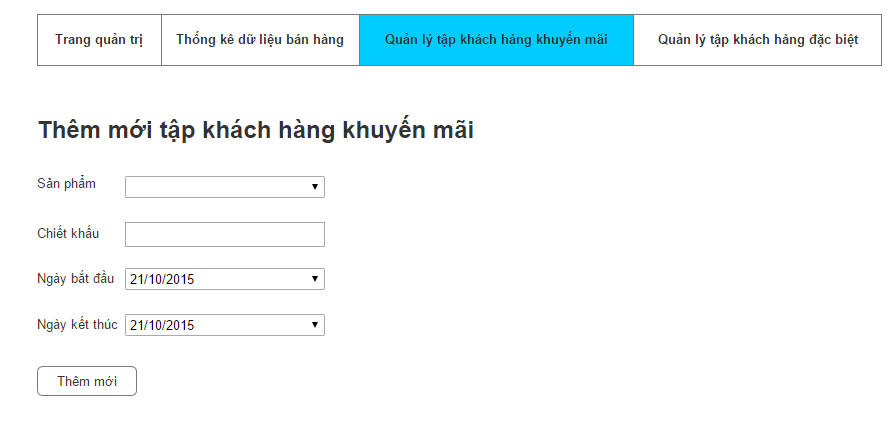 Trang quản trị Thống kê dữ liệu bán hàng Quản lý tập khách hàng khuyến mãi Quản lý tập khách hàng đặc biệt
Thêm mới tập khách hàng khuyến mãi
Sản phẩm
Chiết khấu
Ngày bắt đầu 21/10/2015
Ngày kết thúc 21/10/2015
Thêm mới